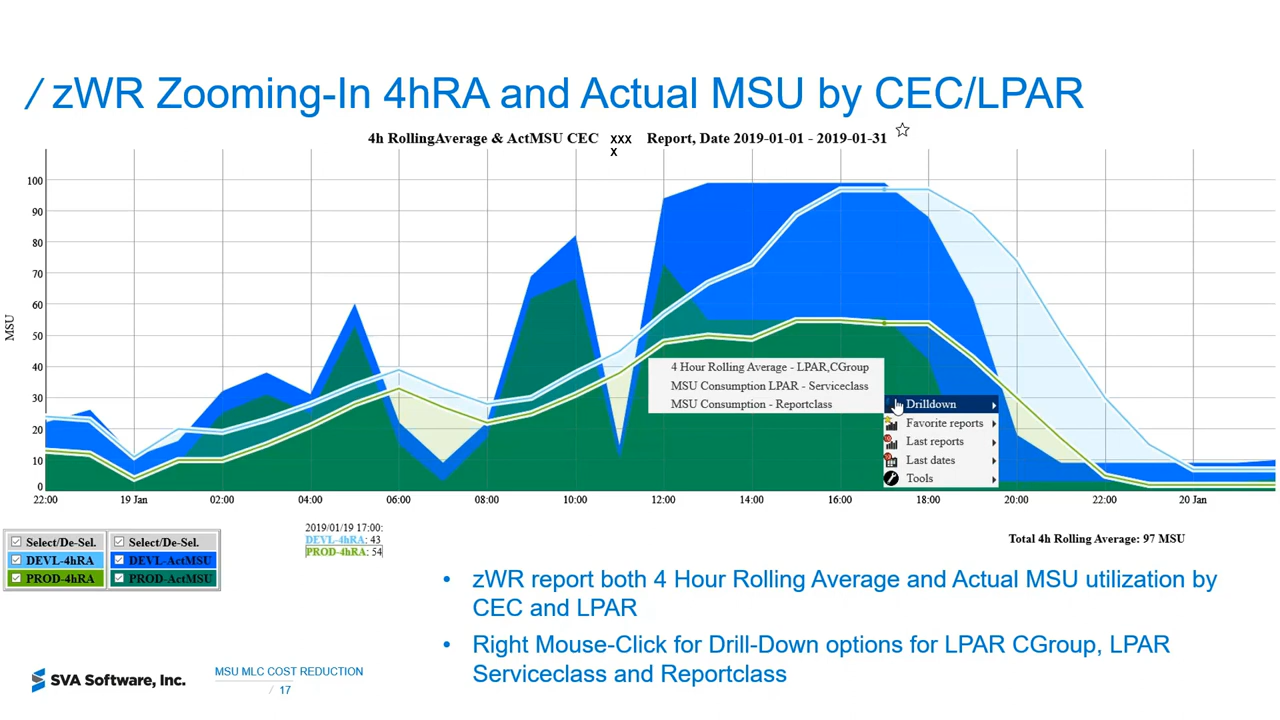 / zWR Zooming-In 4hRA and Actual MSU by CEC/LPAR
4h RollingAverage & ActMSU CEC xxx Report, Date 2019-01-01 - 2019-01-31
x
MSU
100
90
80
70
60
50
40
30
20
10
0
22:00 19 Jan 02:00 04:00 06:00 08:00 10:00 12:00 14:00 16:00 18:00 20:00 22:00 20 Jan
4 Hour Rolling Average - LPAR,CGroup
MSU Consumption LPAR - Serviceclass
MSU Consumption - Reportclass
Drilldown
Favorite reports
Last reports
Last dates
Tools
Select/De-Sel. Select/De-Sel.
DEVL-4hRA DEVL-ActMSU
PROD-4hRA PROD-ActMSU
2019/01/19 17:00:
DEVL-4hRA: 43
PROD-4hRA: 54
Total 4h Rolling Average: 97 MSU
• zWR report both 4 Hour Rolling Average and Actual MSU utilization by
CEC and LPAR
• Right Mouse-Click for Drill-Down options for LPAR CGroup, LPAR
Serviceclass and Reportclass
SVA Software, Inc.
MSU MLC COST REDUCTION
/ 17